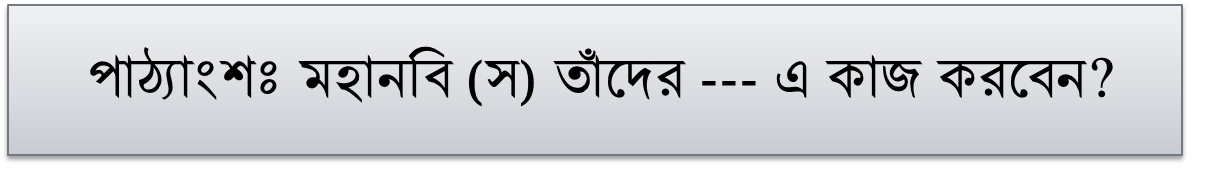 পাঠ্যাংশঃ মহানবি (স) তাঁদের --- এ কাজ করবেন?